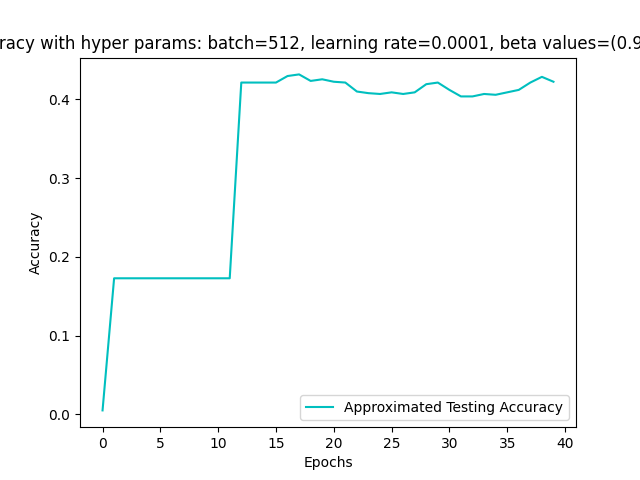 racy with hyper params: batch=512, learning rate=0.0001, beta values=(0.9
0.4
0.3
0.2
0.1
0.0
Accuracy
Approximated Testing Accuracy
0 5 10 15 20 25 30 35 40
Epochs